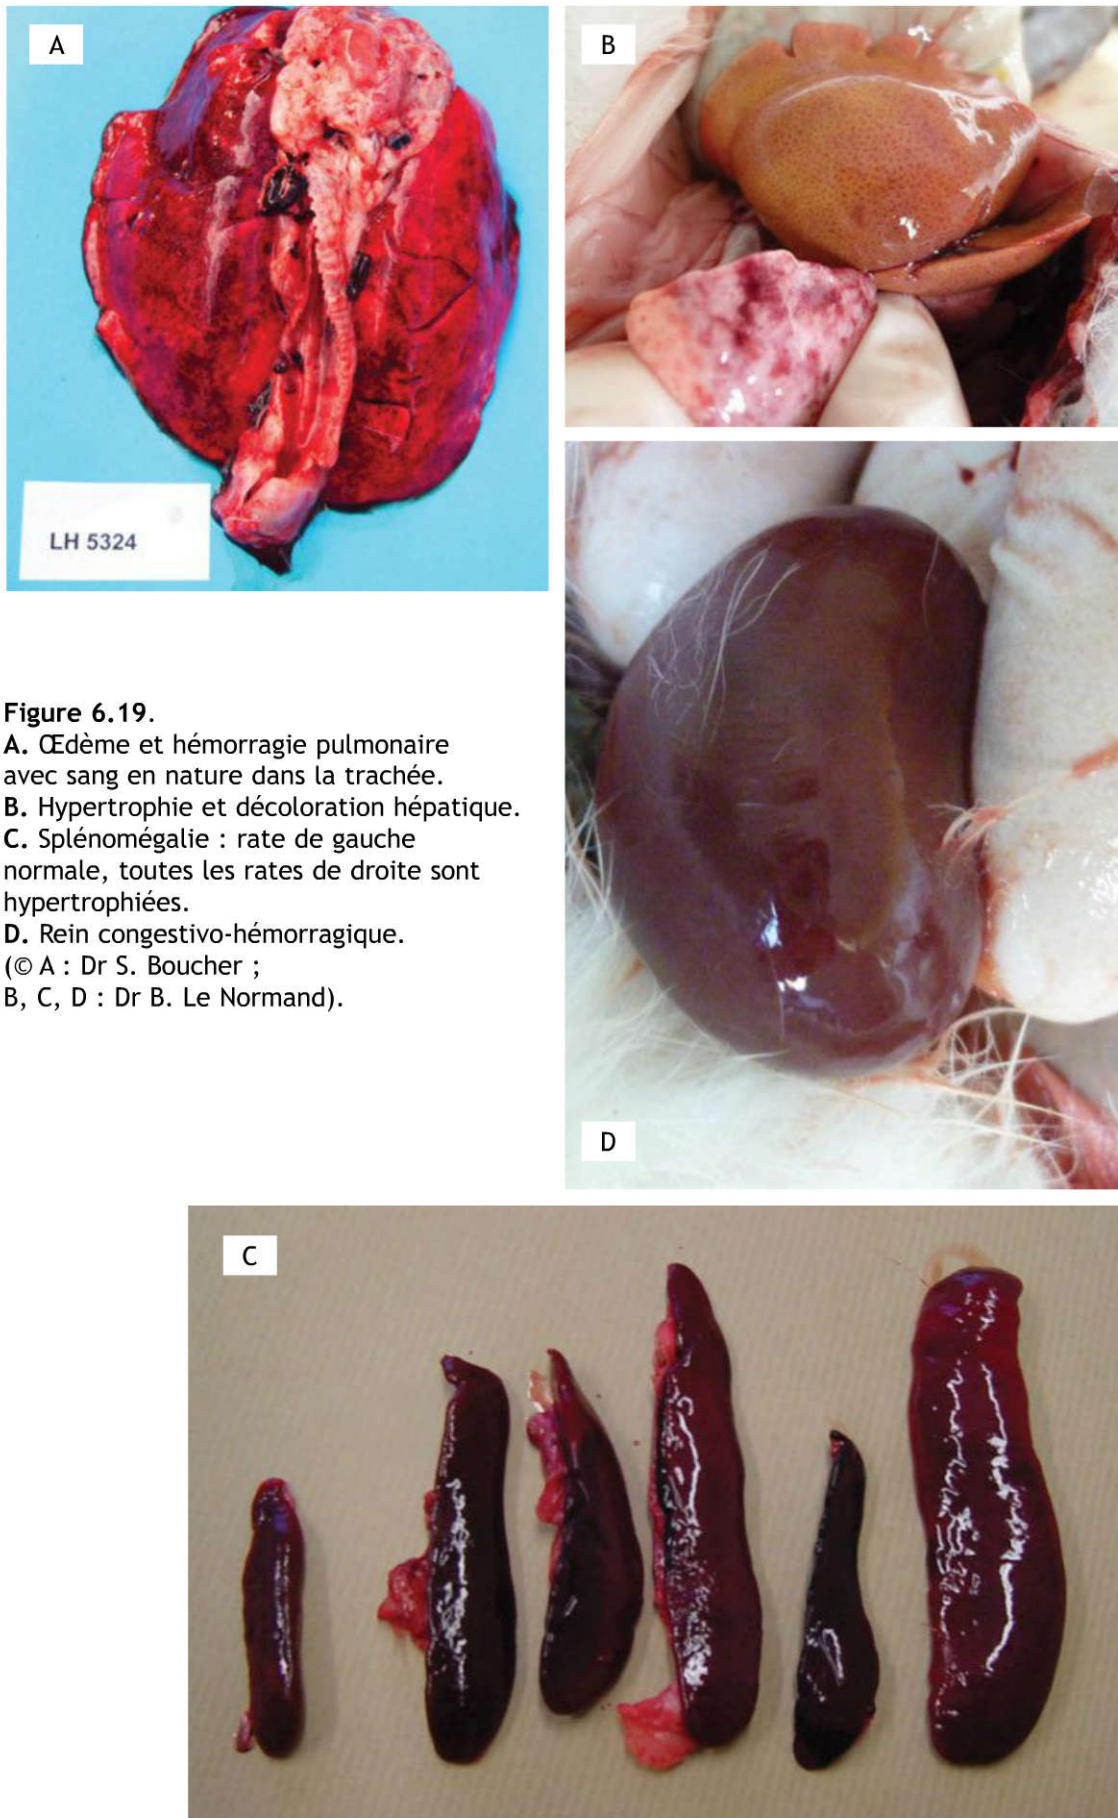 A
B
LH 5324
Figure 6.19.
A. Œdème et hémorragie pulmonaire
avec sang en nature dans la trachée.
B. Hypertrophie et décoloration hépatique.
C. Splénomégalie : rate de gauche
normale, toutes les rates de droite sont
hypertrophiées.
D. Rein congestivo-hémorragique.
(© A : Dr S. Boucher ;
B, C, D : Dr B. Le Normand).
D
C